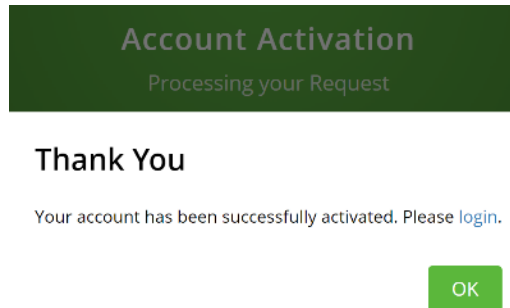 Account Activation
Processing your Request
Thank You
Your account has been successfully activated. Please login.
OK